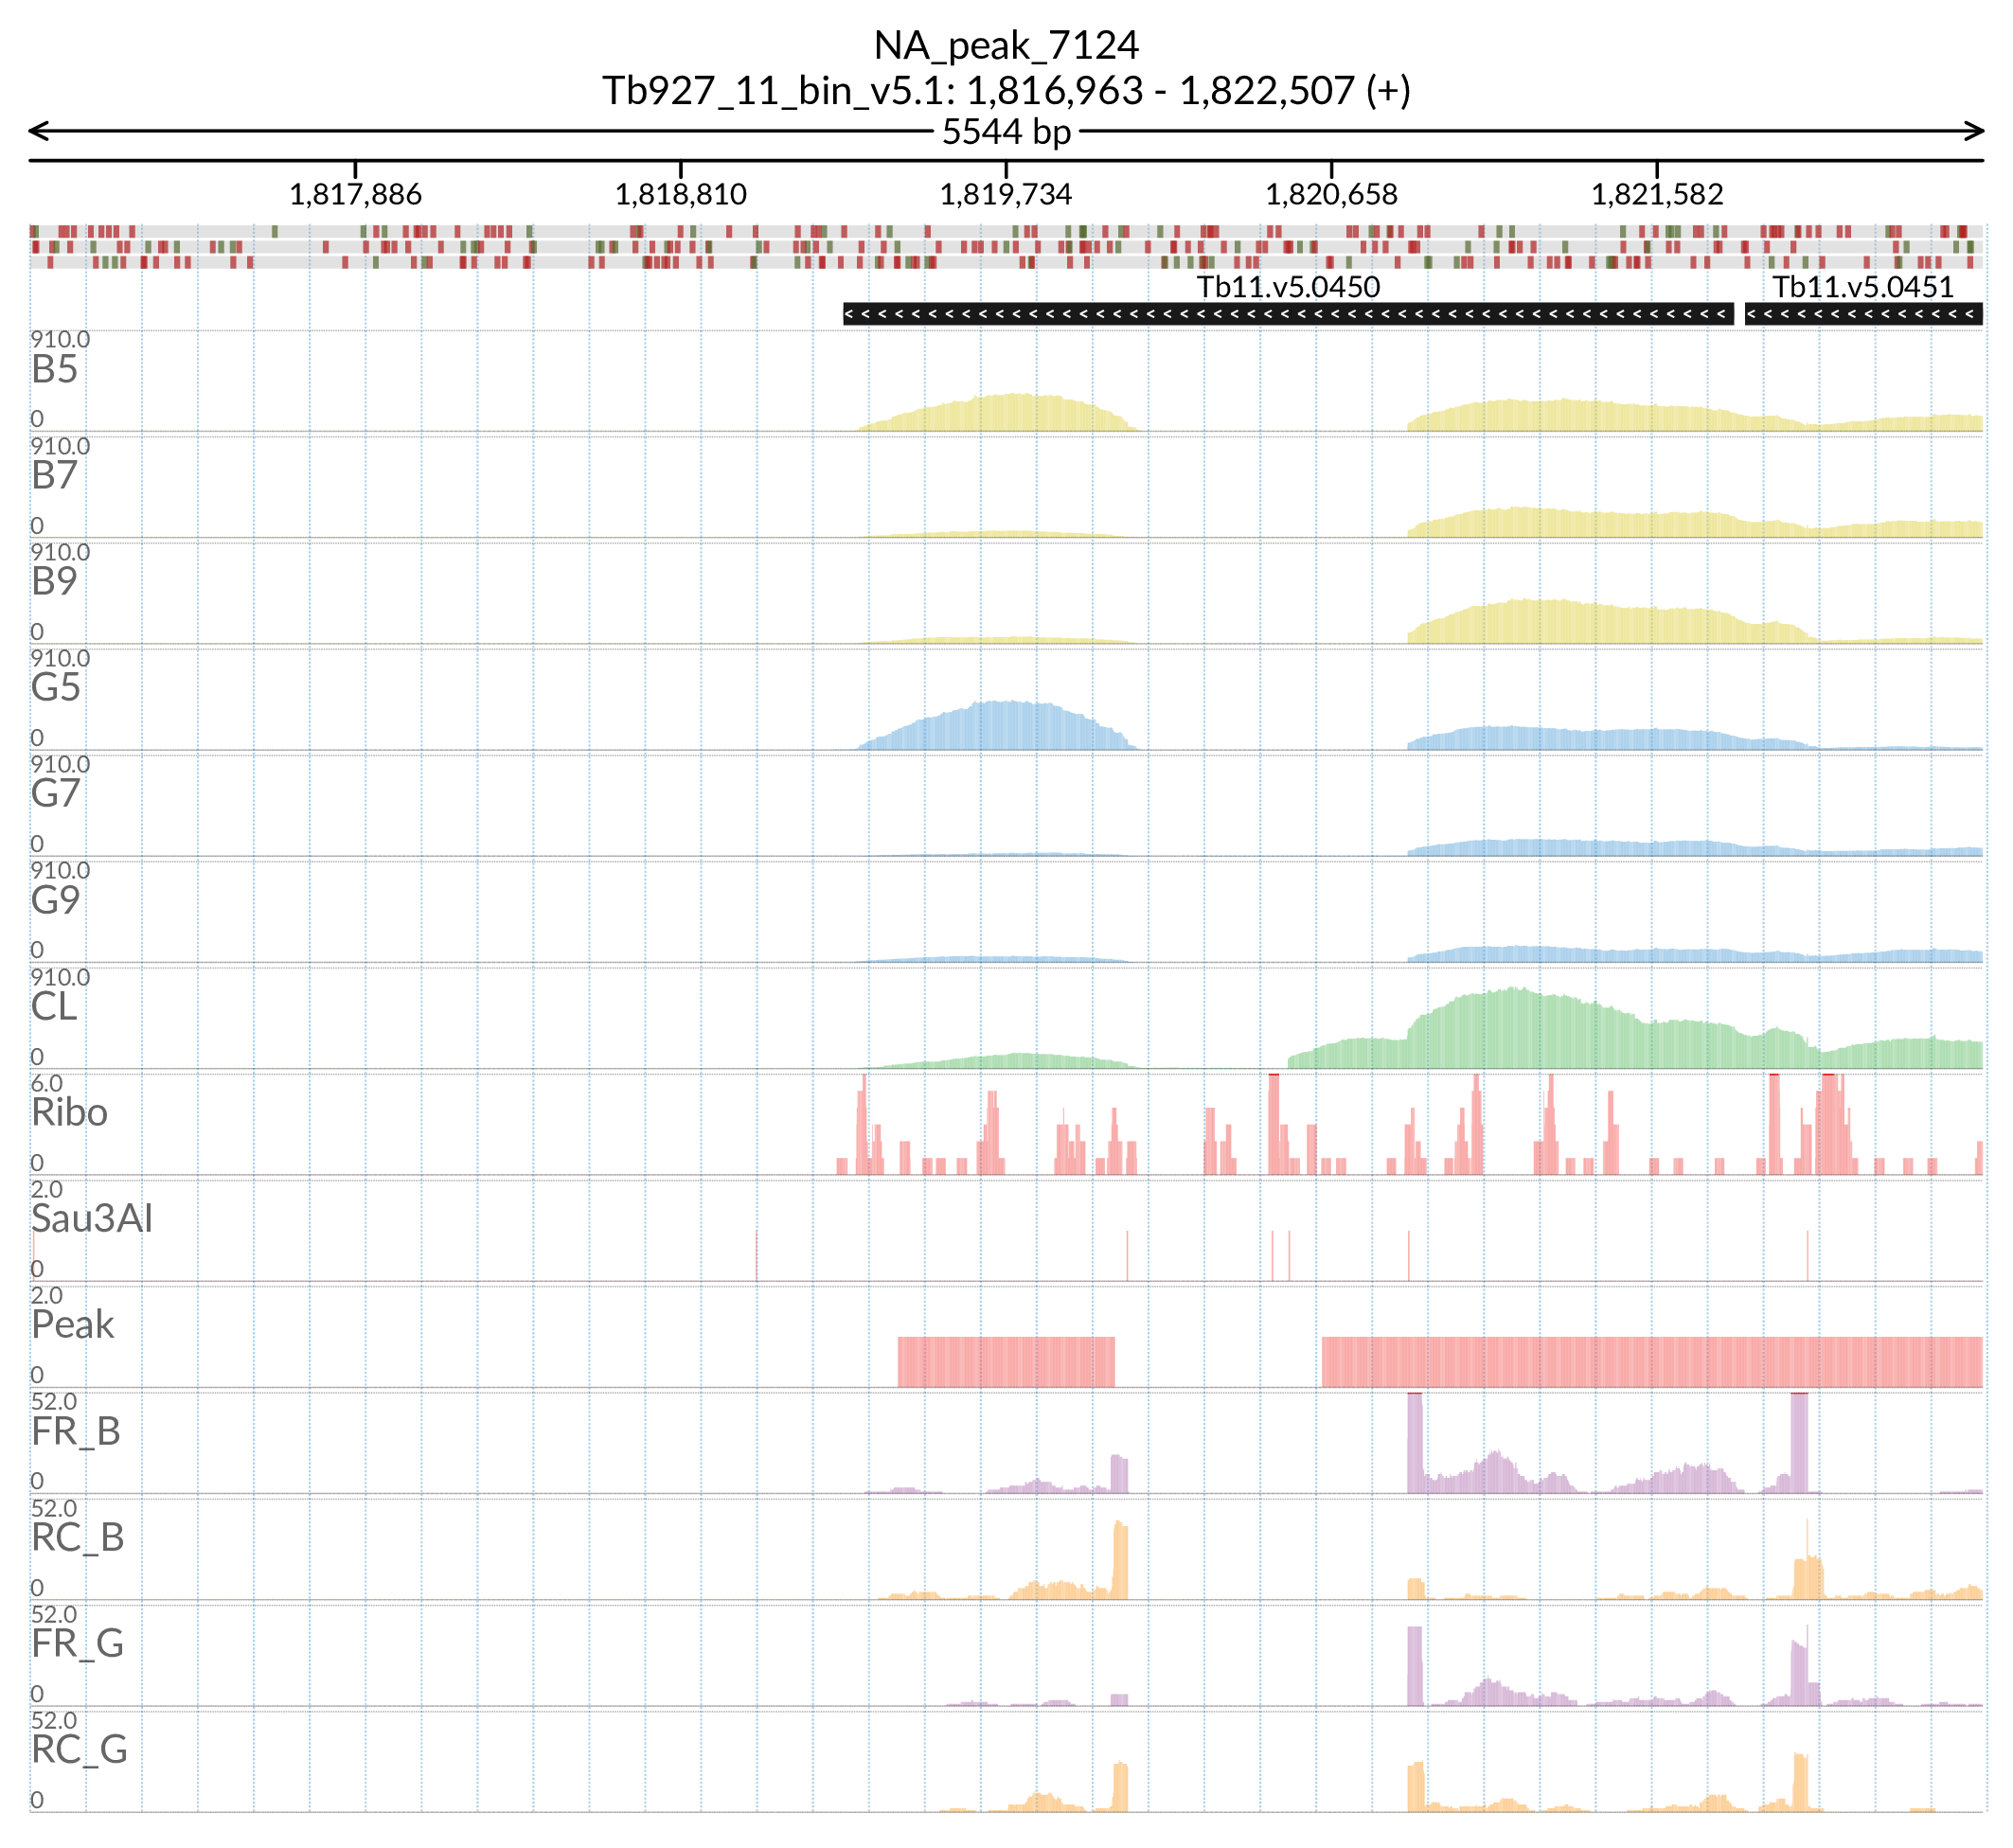 NA_peak_7124
Tb927_11_bin_v5.1: 1,816,963 - 1,822,507 (+)
5544 bp
1,817,886 1,818,810 1,819,734 1,820,658 1,821,582
Tb11.v5.0450 Tb11.v5.0451
910.0
B5
0
910.0
B7
0
910.0
B9
0
910.0
G5
0
910.0
G7
0
910.0
G9
0
910.0
CL
0
6.0
Ribo
0
2.0
Sau3AI
0
2.0
Peak
0
52.0
FR_B
0
52.0
RC_B
0
52.0
FR_G
0
52.0
RC_G
0